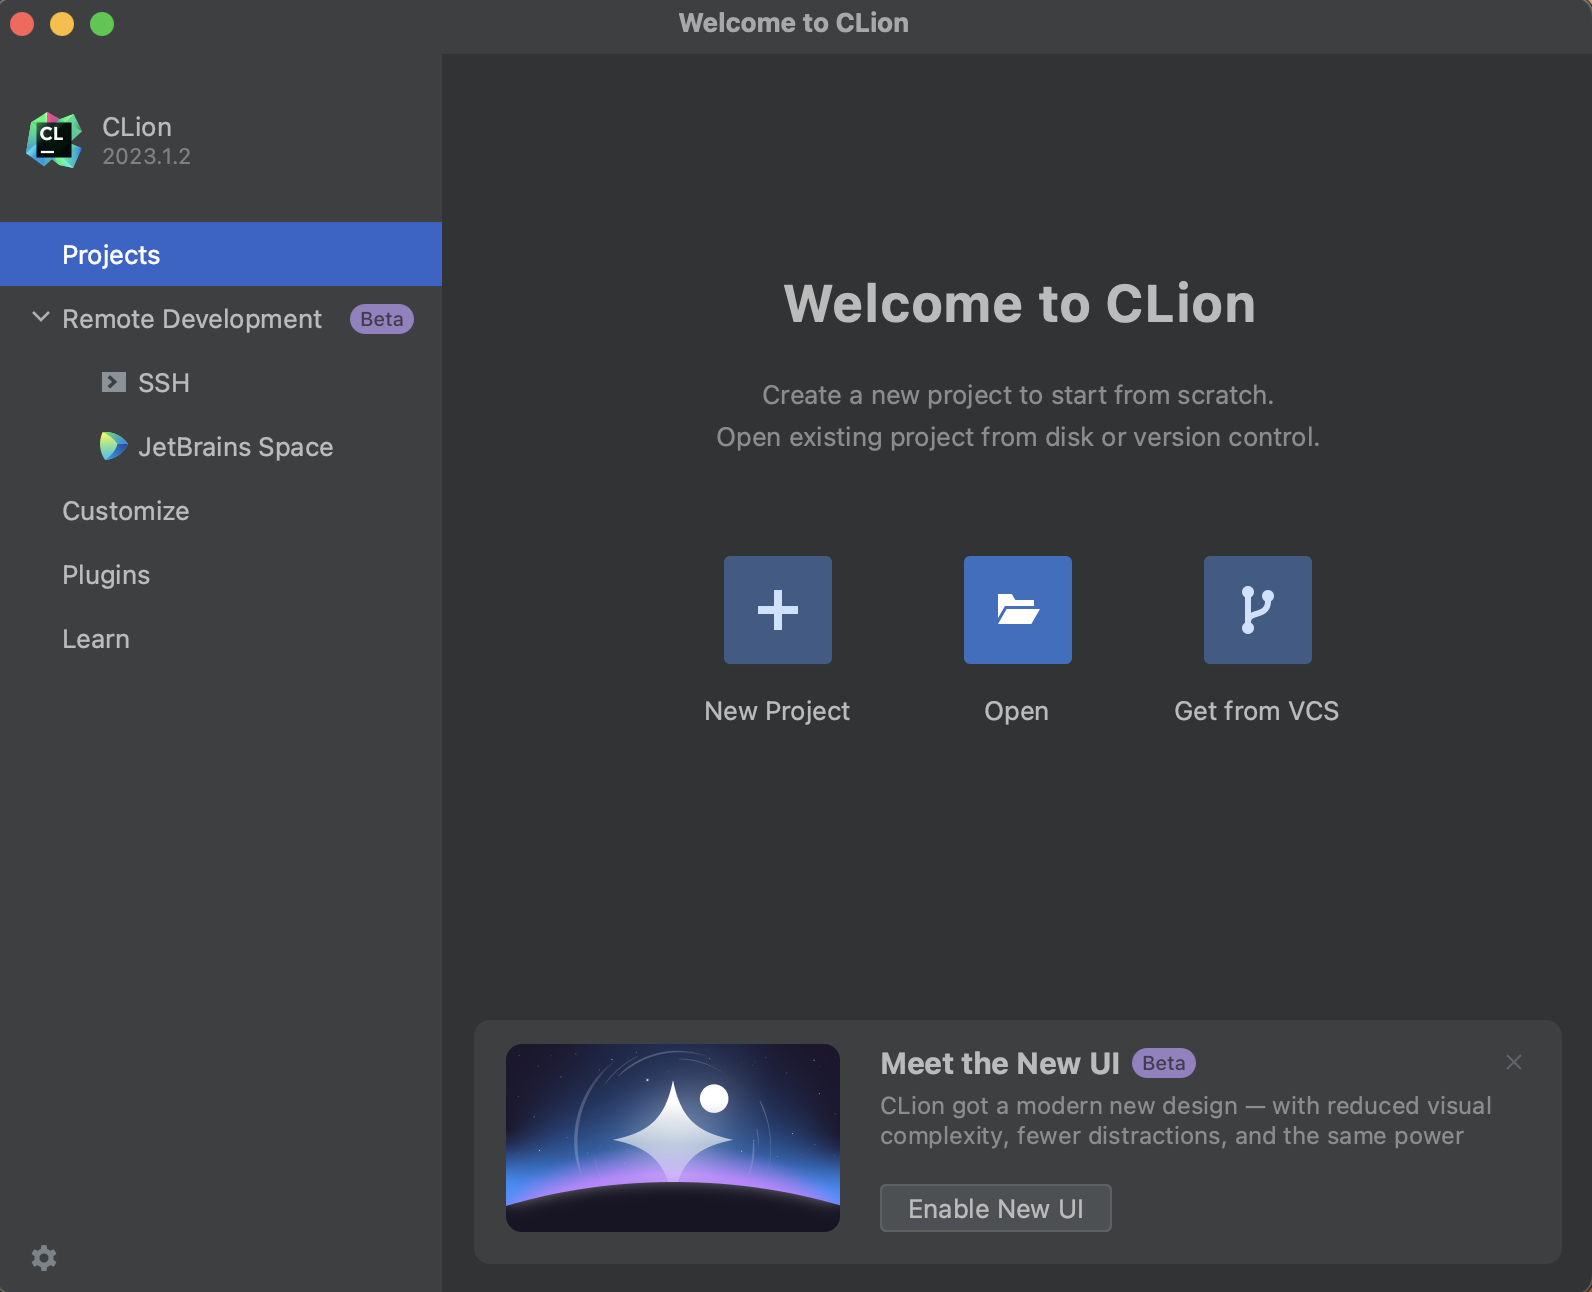 Welcome to CLion
CL
CLion
2023.1.2
Projects
Remote Development Beta
SSH
JetBrains Space
Customize
Plugins
Learn
Welcome to CLion
Create a new project to start from scratch.
Open existing project from disk or version control.
New Project
Open
Get from VCS
Meet the New UI Beta
CLion got a modern new design — with reduced visual
complexity, fewer distractions, and the same power
Enable New UI